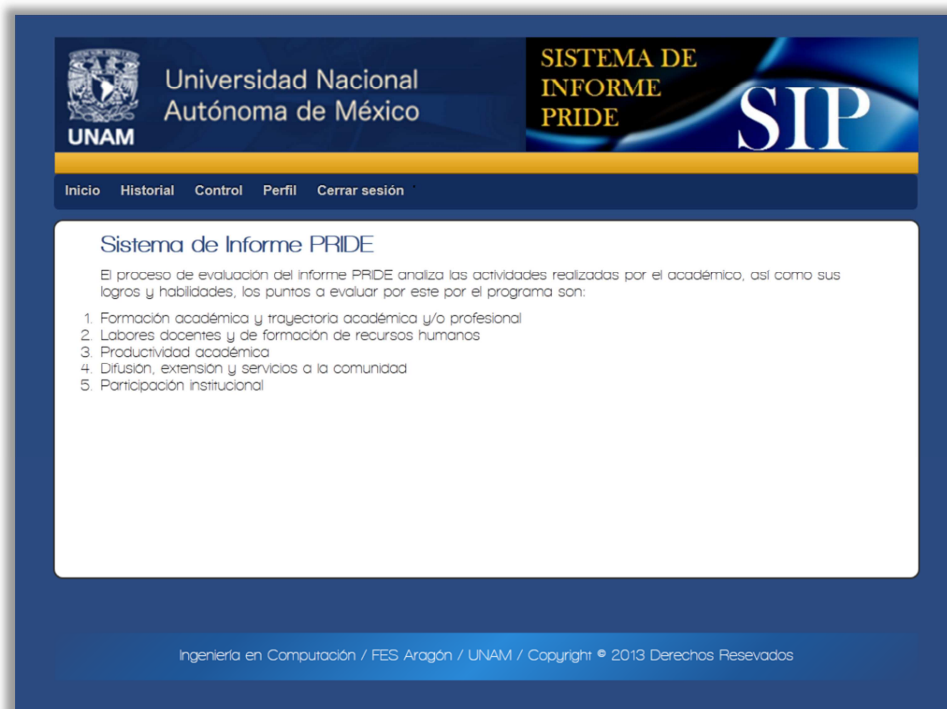 UNAM
Universidad Nacional
Autónoma de México
SISTEMA DE
INFORME
PRIDE
SIP
Inicio Historial Control Perfil Cerrar sesión
Sistema de Informe PRIDE
El proceso de evaluación del informe PRIDE analiza las actividades realizadas por el académico, así como sus
logros y habilidades, los puntos a evaluar por este por el programa son:
1. Formación académica y trayectoria académica y/o profesional
2. Labores docentes y de formación de recursos humanos
3. Productividad académica
4. Difusión, extensión y servicios a la comunidad
5. Participación institucional
Ingeniería en Computación / FES Aragón / UNAM / Copyright © 2013 Derechos Resevados